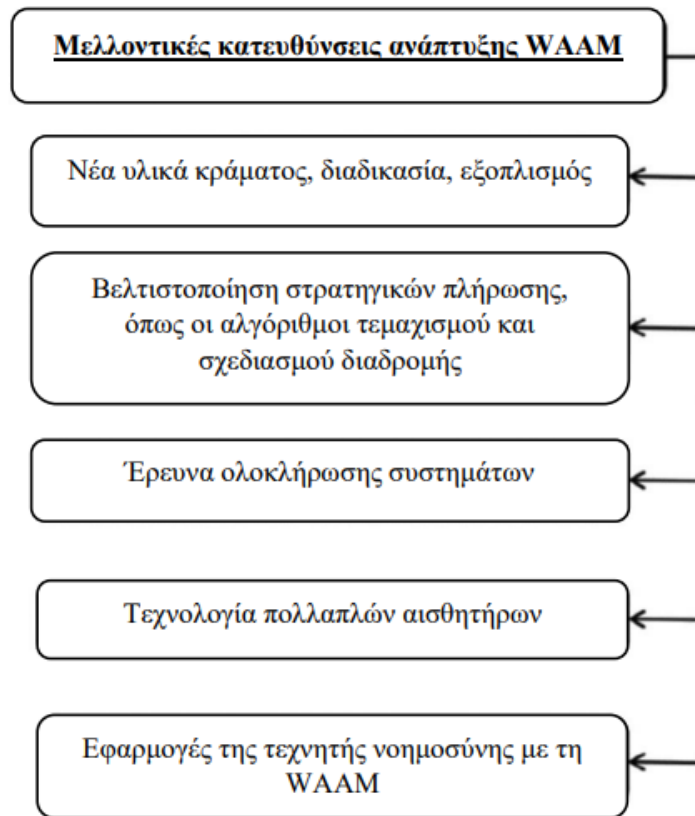 Μελλοντικές κατευθύνσεις ανάπτυξης WAAM
Νέα υλικά κράματος, διαδικασία, εξοπλισμός
Βελτιστοποίηση στρατηγικών πλήρωσης,
όπως οι αλγόριθμοι τεμαχισμού και
σχεδιασμού διαδρομής
Έρευνα ολοκλήρωσης συστημάτων
Τεχνολογία πολλαπλών αισθητήρων
Εφαρμογές της τεχνητής νοημοσύνης με τη
WAAM